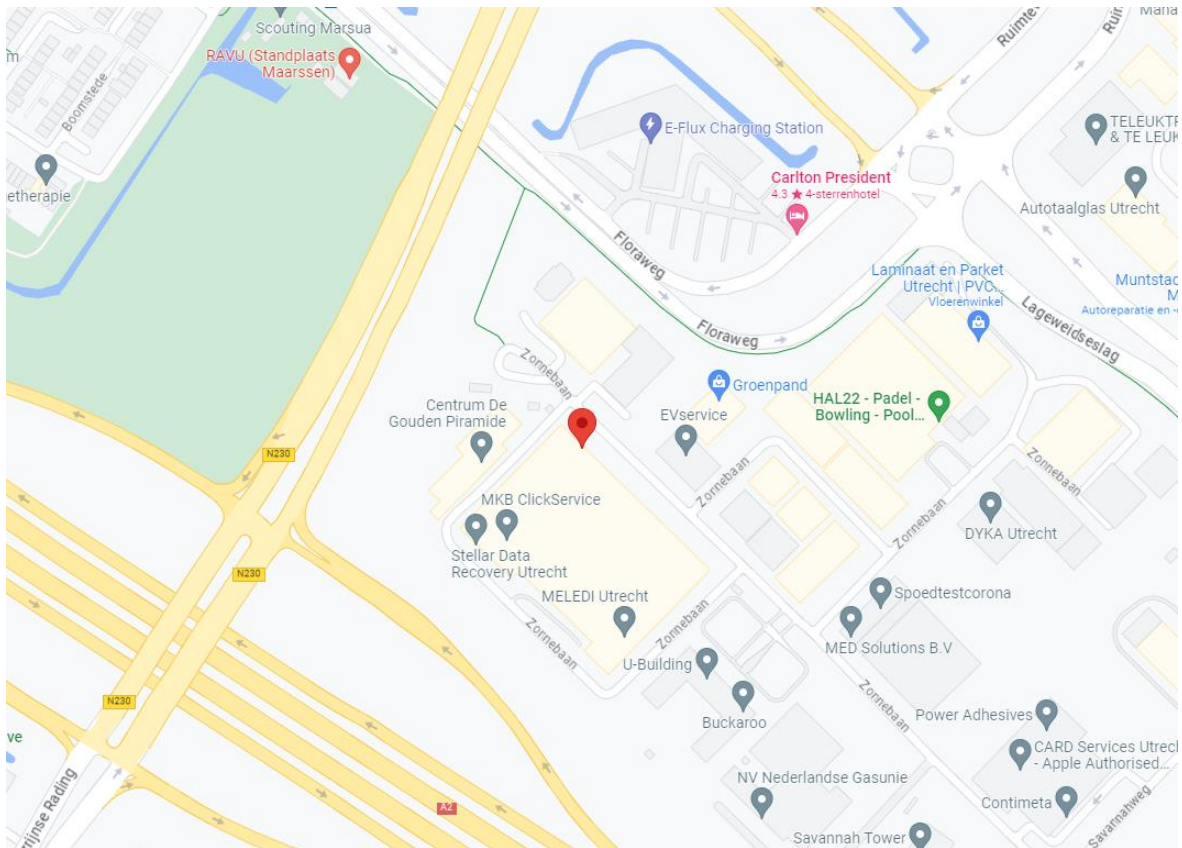 Scouting Marsua
RAVU (Standplaats
Maarssen)
Boomstede
etherapie
E-Flux Charging Station
Carlton President
4.3 ★ 4-sterrenhotel
TELEUKTR
& TE LEUK
Autotaalglas Utrecht
Floraweg
Laminaat en Parket
Utrecht | PVC...
Vloerenwinkel
Muntstad
M
Autoreparatie en
Lageweidseslag
Floraweg
Zonnebaan
Groenpand
HAL22 - Padel -
Bowling - Pool...
Centrum De
Gouden Piramide
EVservice
N230
Zonnebaan
Zonnebaan
MKB ClickService
Stellar Data
Recovery Utrecht
Zonnebaan
DYKA Utrecht
N230
MELEDI Utrecht
Spoedtestcorona
Zonnebaan
Zonnebaan
MED Solutions B.V
U-Building
N230
Buckaroo
Zonnebaan
Power Adhesives
ve
CARD Services Utrech
- Apple Authorised...
NV Nederlandse Gasunie
A2
Contimeta
rijnse Rading
Savannah Tower
Savannahweg